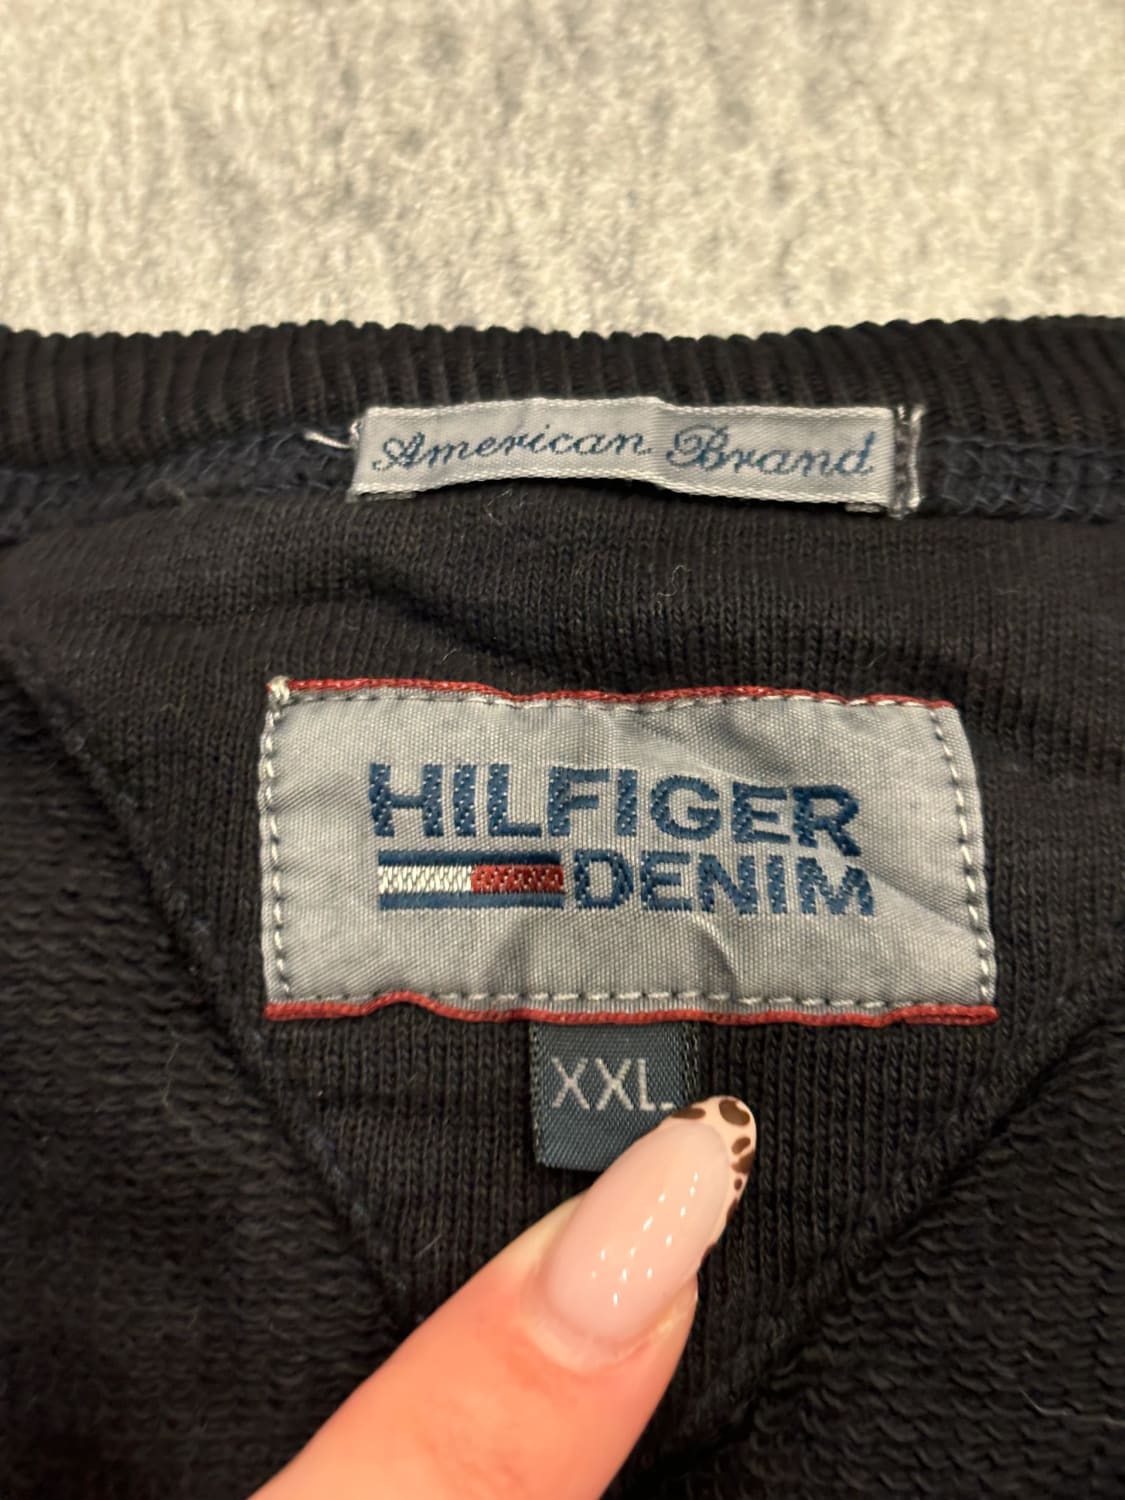 American Brand
HILFIGER
DENIM
XXL